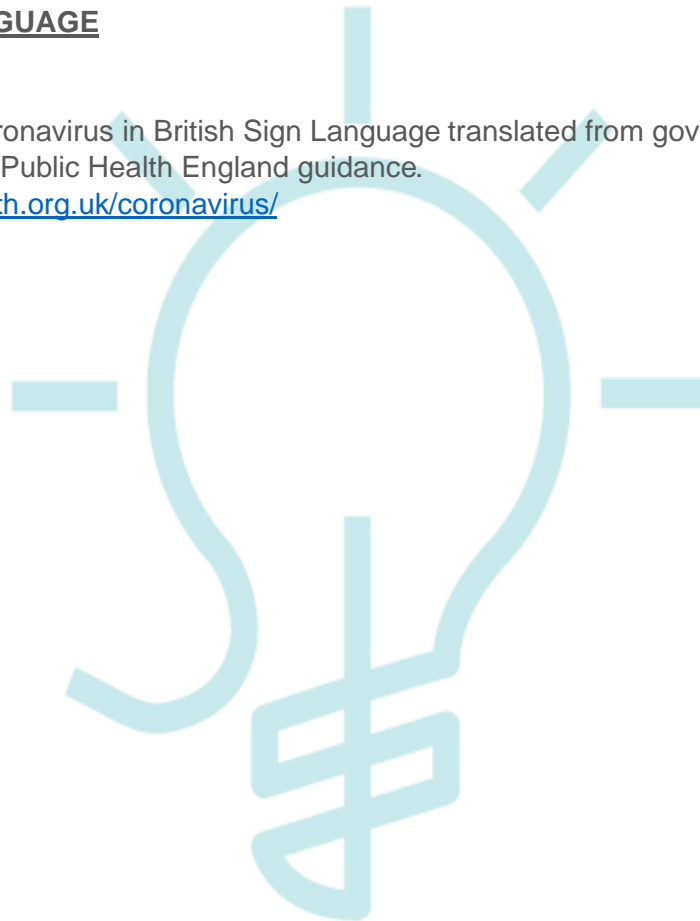 GUAGE
ronavirus in British Sign Language translated from gov
Public Health England guidance.
th.org.uk/coronavirus/